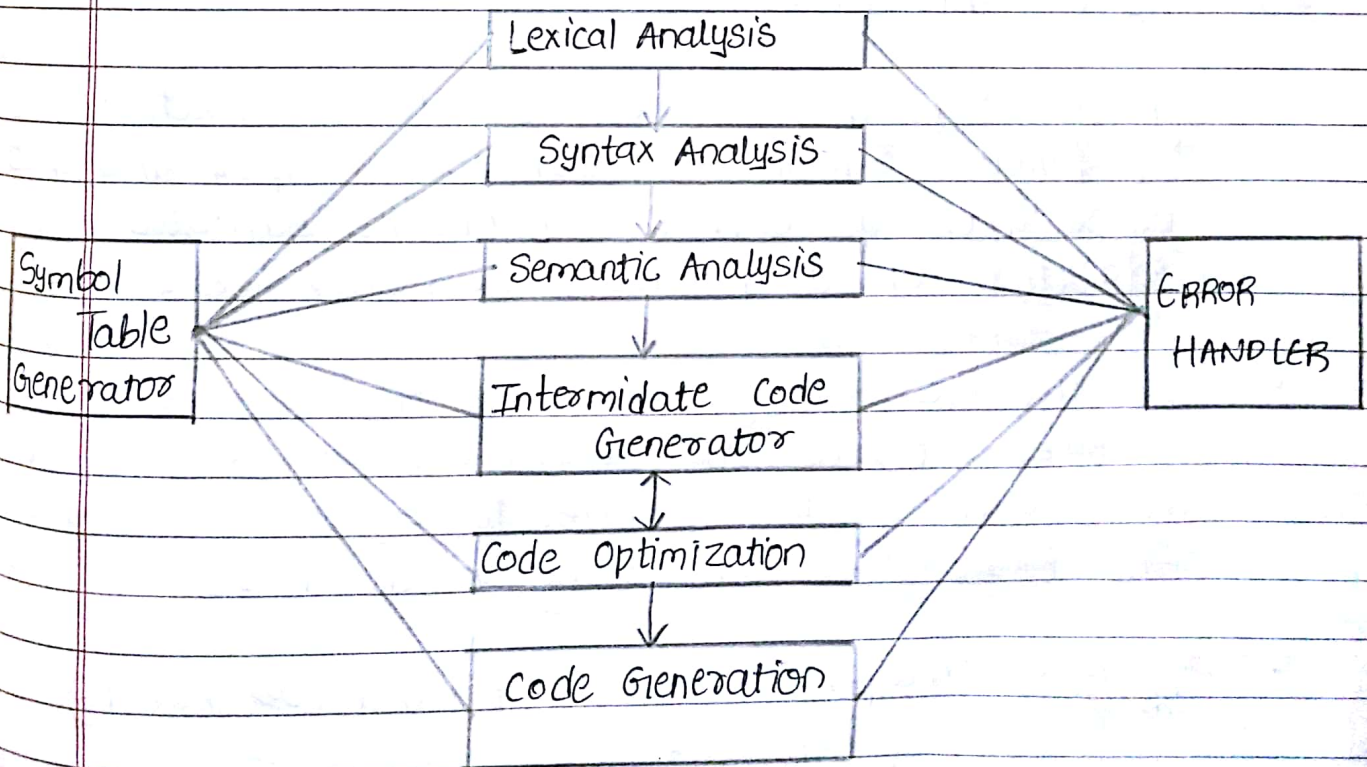 Lexical Analysis
Syntax Analysis
Semantic Analysis
Symbol
Table
Generator
ERROR
HANDLER
Intermidate Code
Generator
Code Optimization
Code Generation